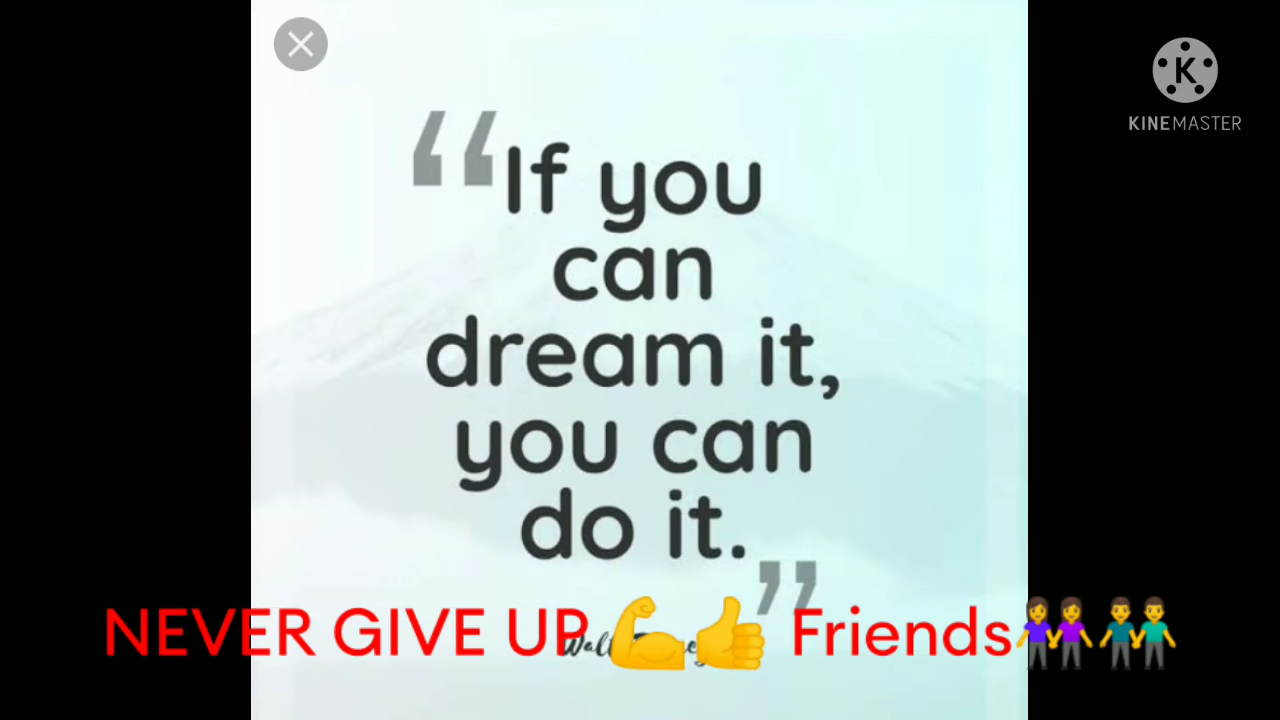 KINEMASTER
“If you
can
dream it,
you can
do it.”
NEVER GIVE UP💪👍 Friends👭👬